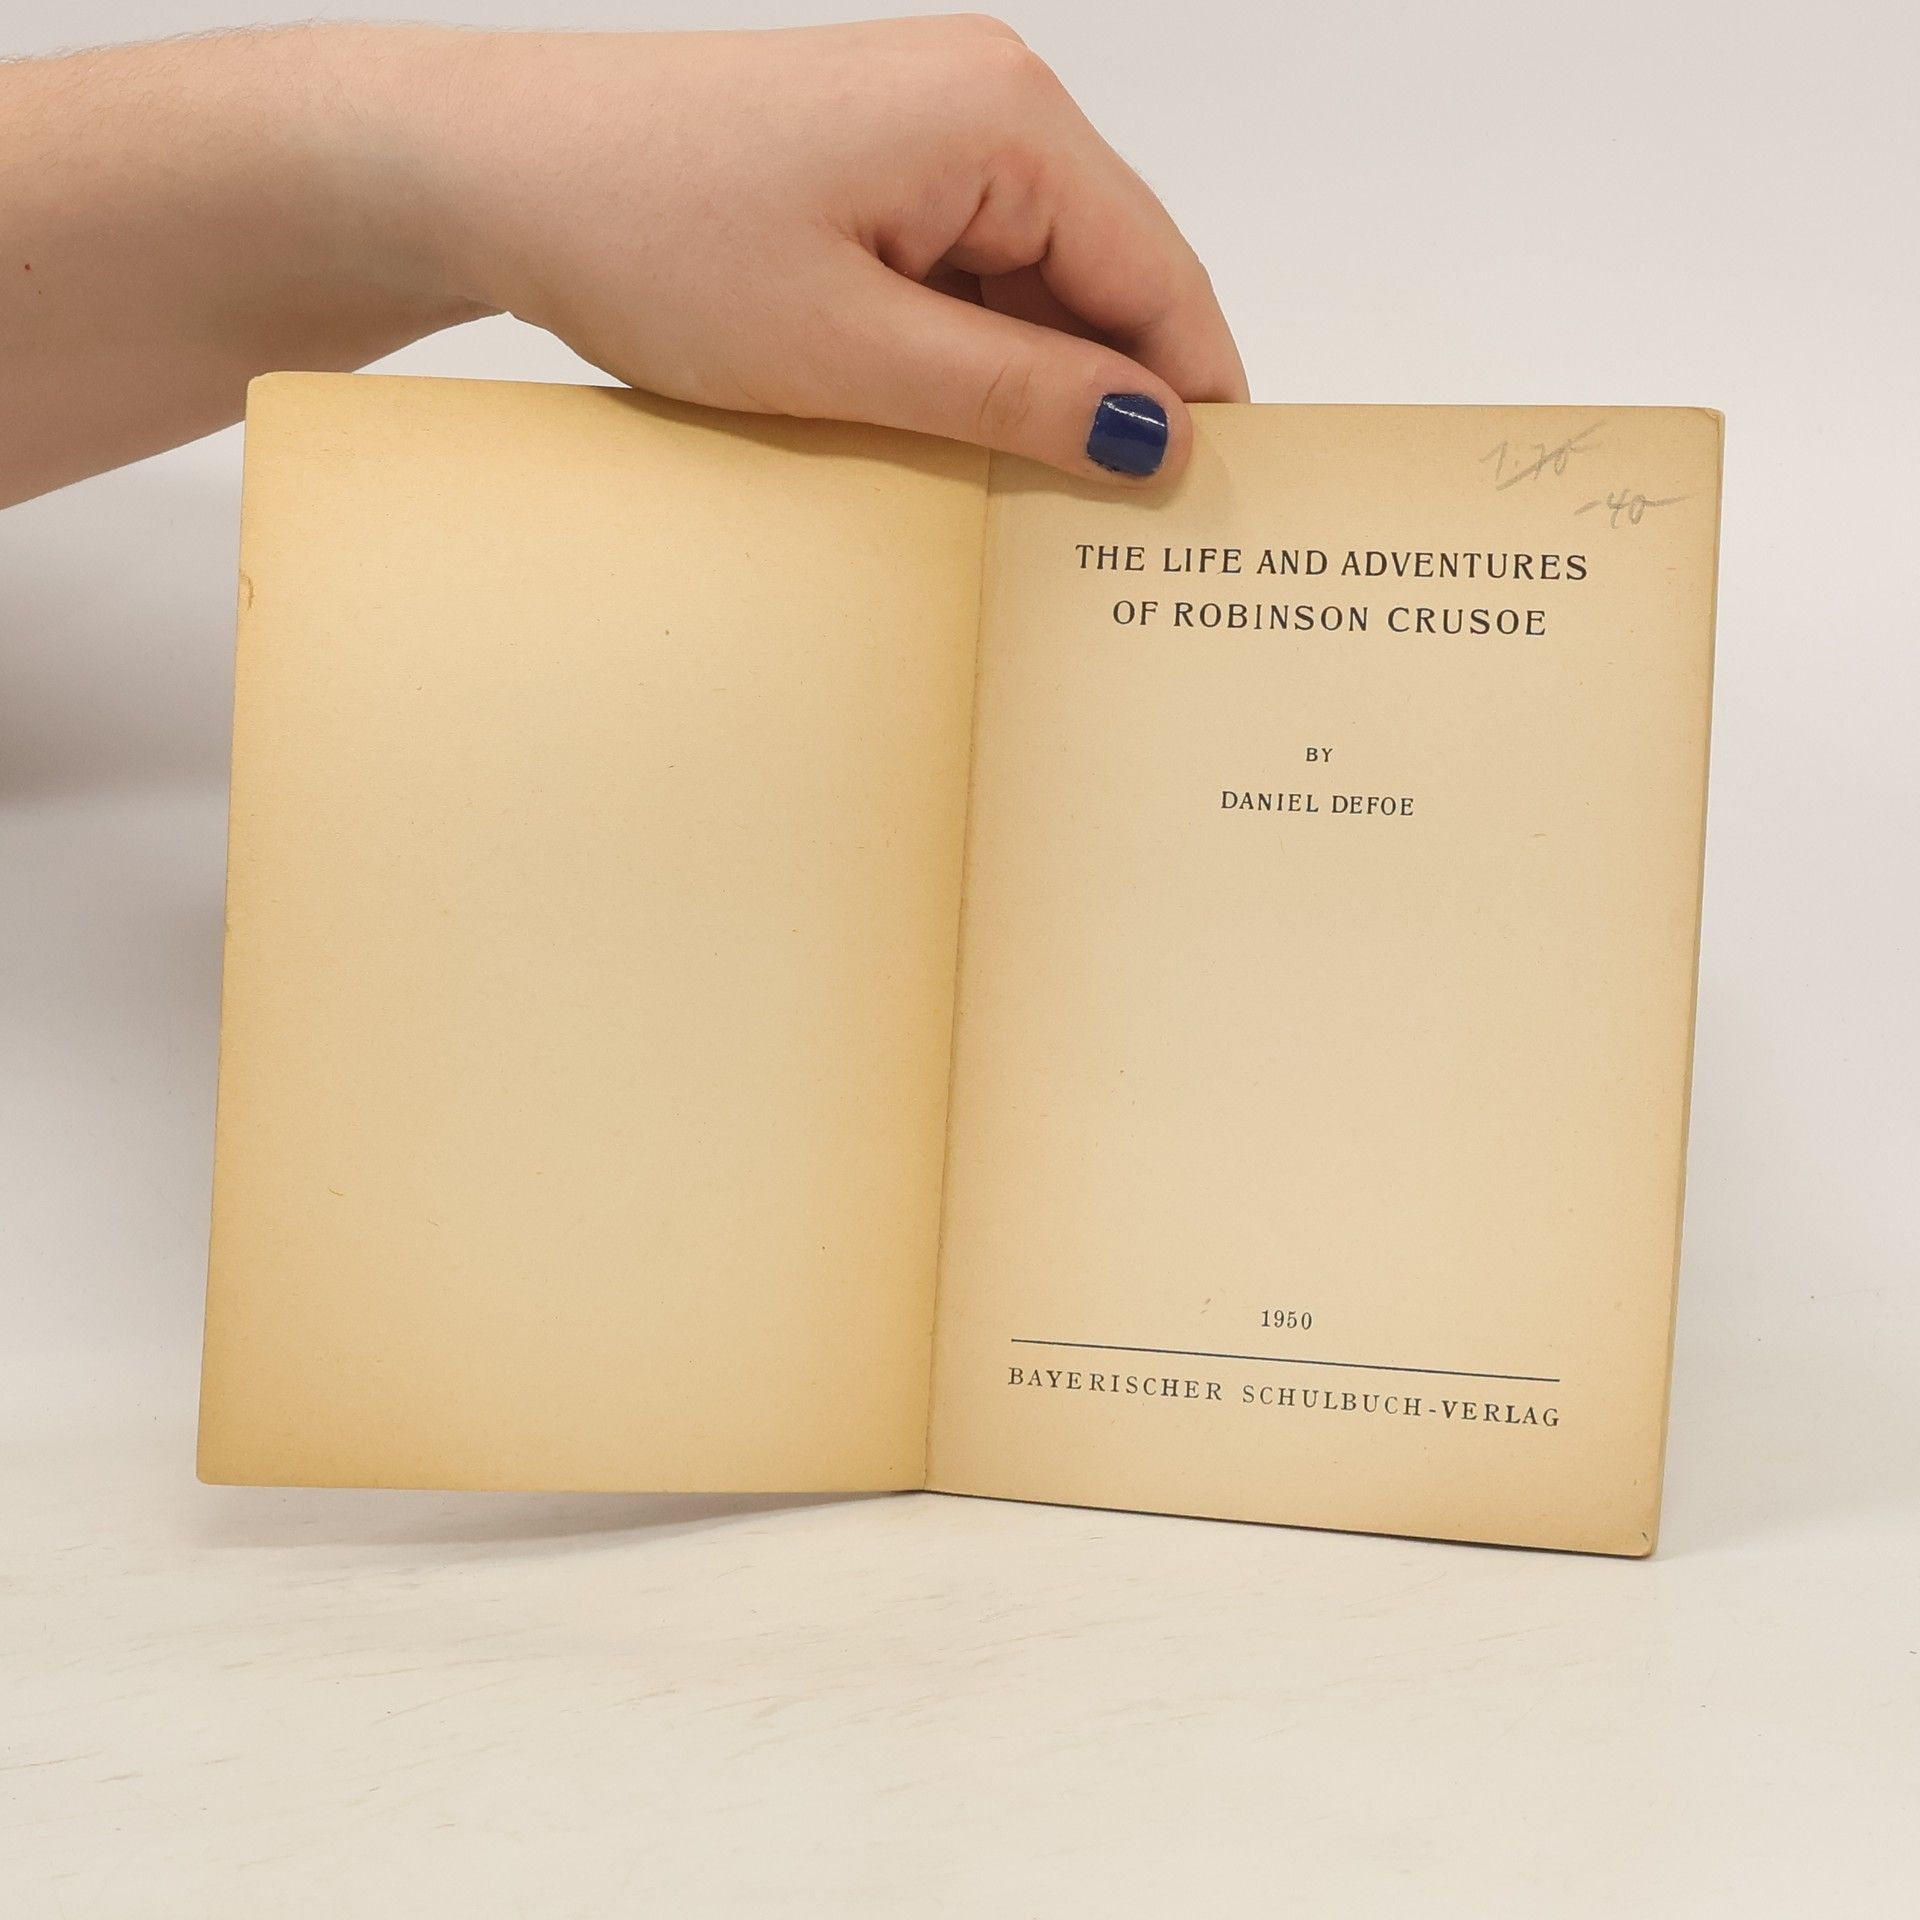 1.70
-40
THE LIFE AND ADVENTURES
OF ROBINSON CRUSOE
BY
DANIEL DEFOE
1950
BAYERISCHER SCHULBUCH-VERLAG